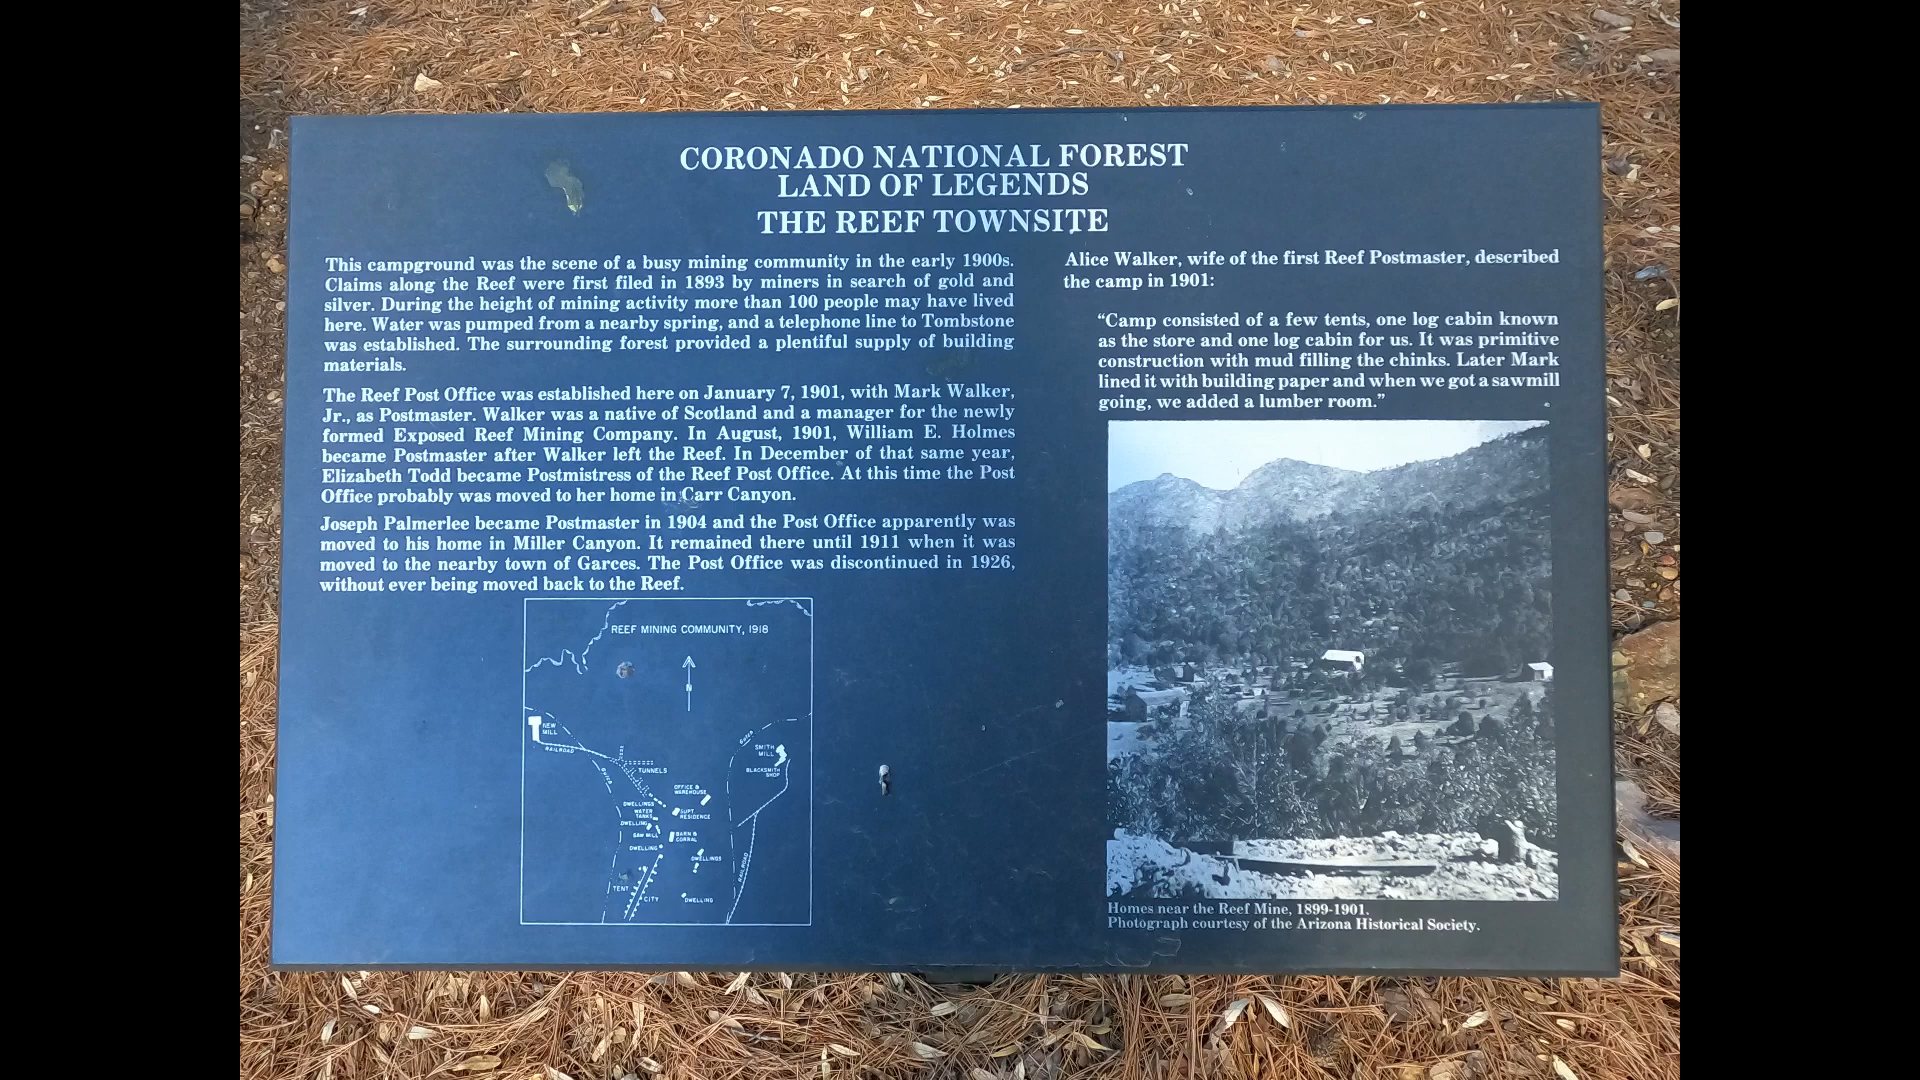 CORONADO NATIONAL FOREST
LAND OF LEGENDS
THE REEF TOWNSITE
This campground was the scene of a busy mining community in the early 1900s.
Claims along the Reef were first filed in 1893 by miners in search of gold and
silver. During the height of mining activity more than 100 people may have lived
here. Water was pumped from a nearby spring, and a telephone line to Tombstone
was established. The surrounding forest provided a plentiful supply of building
materials.
The Reef Post Office was established here on January 7, 1901, with Mark Walker,
Jr., as Postmaster. Walker was a native of Scotland and a manager for the newly
formed Exposed Reef Mining Company. In August, 1901, William E. Holmes
became Postmaster after Walker left the Reef. In December of that same year,
Elizabeth Todd became Postmistress of the Reef Post Office. At this time the Post
Office probably was moved to her home in Carr Canyon.
Joseph Palmerlee became Postmaster in 1904 and the Post Office apparently was
moved to his home in Miller Canyon. It remained there until 1911 when it was
moved to the nearby town of Garces. The Post Office was discontinued in 1926,
without ever being moved back to the Reef.
REEF MINING COMMUNITY, 1918
N
NEW
MILL
RAILROAD
GULCH
TUNNELS
GULCH
SMITH
MILL
BLACKSMITH
SHOP
OFFICE &
WAREHOUSE
DWELLINGS
WATER
TANKS
SUPT.
RESIDENCE
DWELLING
SAW MILL
BARN &
CORRAL
DWELLING
DWELLINGS
RAILROAD
TENT
CITY
DWELLING
Alice Walker, wife of the first Reef Postmaster, described
the camp in 1901:
“Camp consisted of a few tents, one log cabin known
as the store and one log cabin for us. It was primitive
construction with mud filling the chinks. Later Mark
lined it with building paper and when we got a sawmill
going, we added a lumber room.”
Homes near the Reef Mine, 1899-1901.
Photograph courtesy of the Arizona Historical Society.